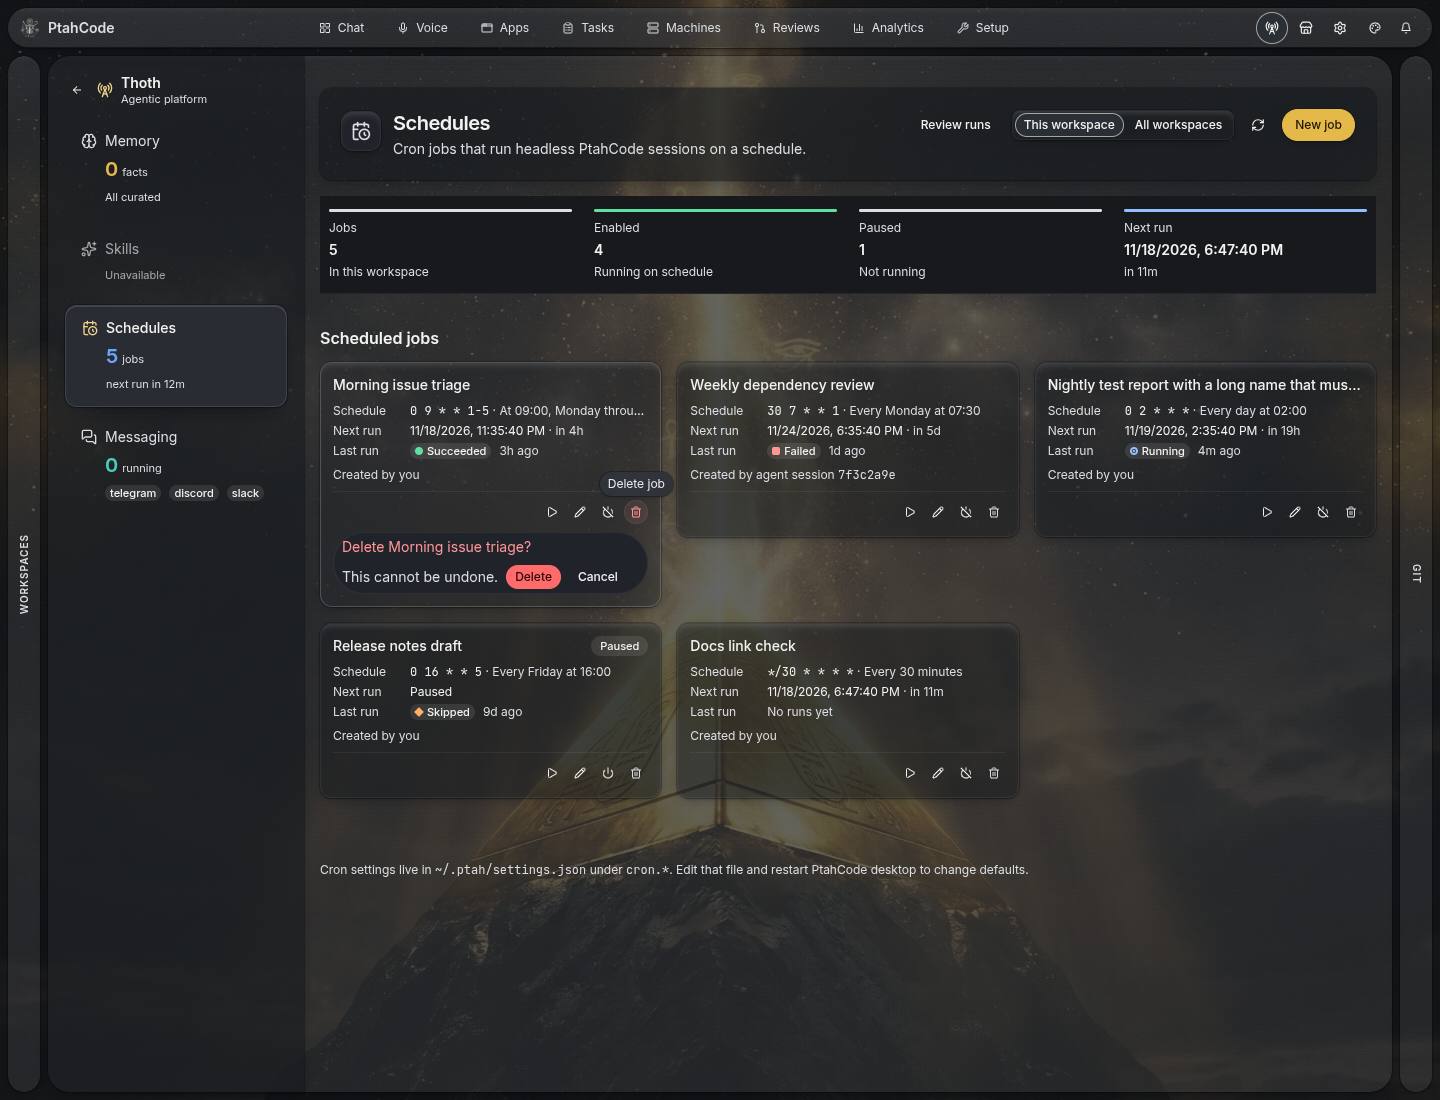 PtahCode
Chat
Voice
Apps
Tasks
Machines
Reviews
Analytics
Setup
WORKSPACES
Thoth
Agentic platform
Memory
0 facts
All curated
Skills
Unavailable
Schedules
5 jobs
next run in 12m
Messaging
0 running
telegram discord slack
Schedules
Cron jobs that run headless PtahCode sessions on a schedule.
Review runs
This workspace
All workspaces
New job
Jobs
5
In this workspace
Enabled
4
Running on schedule
Paused
1
Not running
Next run
11/18/2026, 6:47:40 PM
in 11m
Scheduled jobs
Morning issue triage
Schedule 0 9 * * 1-5 · At 09:00, Monday throu...
Next run 11/18/2026, 11:35:40 PM · in 4h
Last run Succeeded 3h ago
Created by you
Delete job
Delete Morning issue triage?
This cannot be undone. Delete Cancel
Weekly dependency review
Schedule 30 7 * * 1 · Every Monday at 07:30
Next run 11/24/2026, 6:35:40 PM · in 5d
Last run Failed 1d ago
Created by agent session 7f3c2a9e
Nightly test report with a long name that mus...
Schedule 0 2 * * * · Every day at 02:00
Next run 11/19/2026, 2:35:40 PM · in 19h
Last run Running 4m ago
Created by you
Release notes draft Paused
Schedule 0 16 * * 5 · Every Friday at 16:00
Next run Paused
Last run Skipped 9d ago
Created by you
Docs link check
Schedule */30 * * * * · Every 30 minutes
Next run 11/18/2026, 6:47:40 PM · in 11m
Last run No runs yet
Created by you
Cron settings live in ~/.ptah/settings.json under cron.*. Edit that file and restart PtahCode desktop to change defaults.
GIT